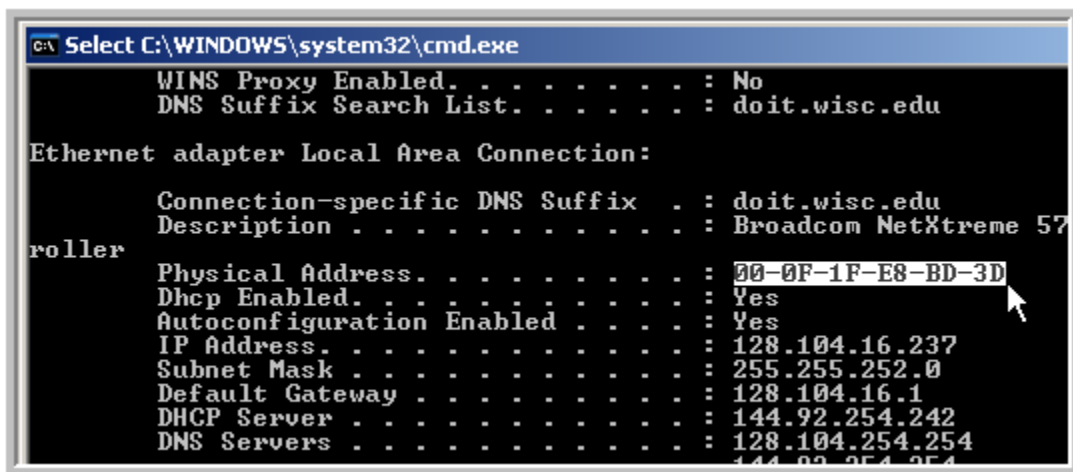 Select C:\WINDOWS\system32\cmd.exe
WINS Proxy Enabled. . . . . . . . : No
DNS Suffix Search List. . . . . . : doit.wisc.edu
Ethernet adapter Local Area Connection:
Connection-specific DNS Suffix  . : doit.wisc.edu
Description . . . . . . . . . . . : Broadcom NetXtreme 57
roller
Physical Address. . . . . . . . . : 00-0F-1F-E8-BD-3D
Dhcp Enabled. . . . . . . . . . . : Yes
Autoconfiguration Enabled . . . . : Yes
IP Address. . . . . . . . . . . . : 128.104.16.237
Subnet Mask . . . . . . . . . . . : 255.255.252.0
Default Gateway . . . . . . . . . : 128.104.16.1
DHCP Server . . . . . . . . . . . : 144.92.254.242
DNS Servers . . . . . . . . . . . : 128.104.254.254